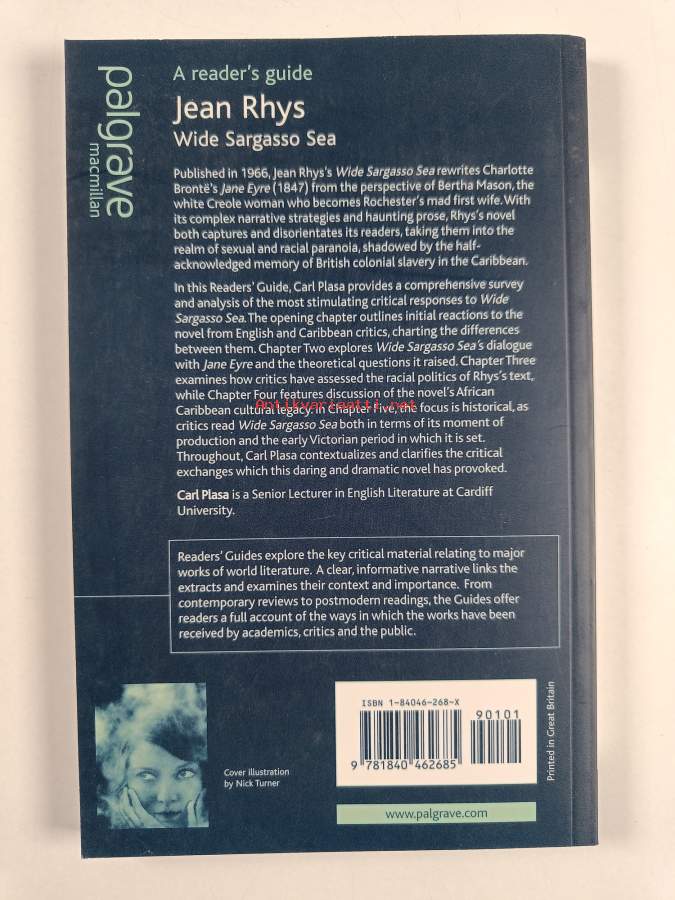 palgrave
macmillan
A reader's guide
Jean Rhys
Wide Sargasso Sea
Published in 1966, Jean Rhys's Wide Sargasso Sea rewrites Charlotte
Brontë's Jane Eyre (1847) from the perspective of Bertha Mason, the
white Creole woman who becomes Rochester's mad first wife. With
its complex narrative strategies and haunting prose, Rhys's novel
both captures and disorientates its readers, taking them into the
realm of sexual and racial paranoia, shadowed by the half-
acknowledged memory of British colonial slavery in the Caribbean.
In this Readers' Guide, Carl Plasa provides a comprehensive survey
and analysis of the most stimulating critical responses to Wide
Sargasso Sea. The opening chapter outlines initial reactions to the
novel from English and Caribbean critics, charting the differences
between them. Chapter Two explores Wide Sargasso Sea's dialogue
with Jane Eyre and the theoretical questions it raised. Chapter Three
examines how critics have assessed the racial politics of Rhys's text,
while Chapter Four features discussion of the novel's African
Caribbean cultural legacy. In Chapter Five, the focus is historical, as
Antikvariaatti.net
critics read Wide Sargasso Sea both in terms of its moment of
production and the early Victorian period in which it is set.
Throughout, Carl Plasa contextualizes and clarifies the critical
exchanges which this daring and dramatic novel has provoked.
Carl Plasa is a Senior Lecturer in English Literature at Cardiff
University.
Readers' Guides explore the key critical material relating to major
works of world literature. A clear, informative narrative links the
extracts and examines their context and importance. From
contemporary reviews to postmodern readings, the Guides offer
readers a full account of the ways in which the works have been
received by academics, critics and the public.
Cover illustration
by Nick Turner
ISBN 1-84046-268-X
90101
9 781840 462685
Printed in Great Britain
www.palgrave.com